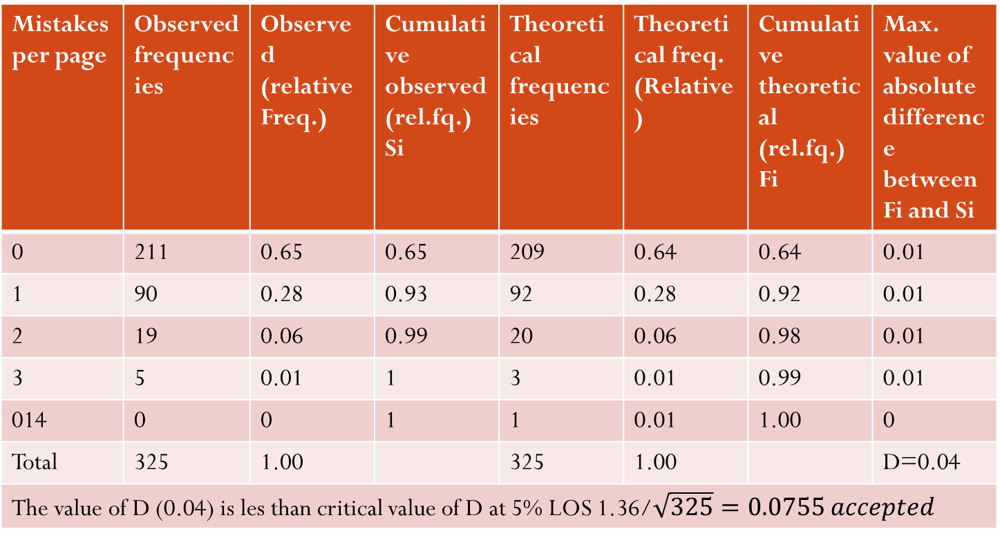 Mistakes per page | Observed frequencies | Observed (relative Freq.) | Cumulative observed (rel.fq.) Si | Theoretical frequencies | Theoretical freq. (Relative) | Cumulative theoretical (rel.fq.) Fi | Max. value of absolute difference between Fi and Si
0 | 211 | 0.65 | 0.65 | 209 | 0.64 | 0.64 | 0.01
1 | 90 | 0.28 | 0.93 | 92 | 0.28 | 0.92 | 0.01
2 | 19 | 0.06 | 0.99 | 20 | 0.06 | 0.98 | 0.01
3 | 5 | 0.01 | 1 | 3 | 0.01 | 0.99 | 0.01
014 | 0 | 0 | 1 | 1 | 0.01 | 1.00 | 0
Total | 325 | 1.00 | | 325 | 1.00 | | D=0.04
The value of D (0.04) is les than critical value of D at 5% LOS 1.36/√325 = 0.0755 accepted